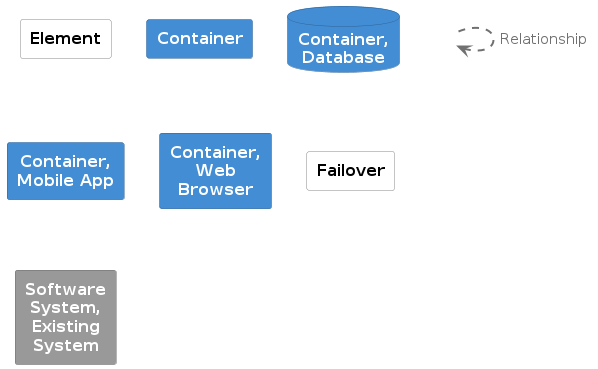 Element
Container
Container,
Database
Relationship
Container,
Mobile App
Container,
Web
Browser
Failover
Software
System,
Existing
System